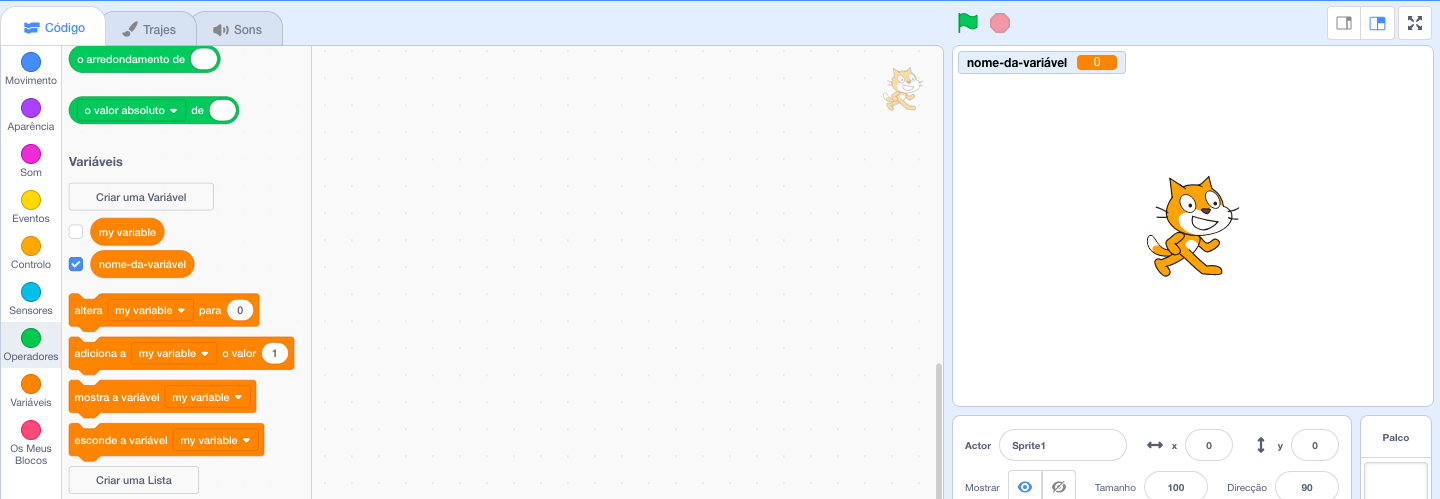 Código
Trajes
Sons
Movimento
Aparência
Som
Eventos
Controlo
Sensores
Operadores
Variáveis
Os Meus
Blocos
o arredondamento de
o valor absoluto de
Variáveis
Criar uma Variável
my variable
nome-da-variável
altera my variable para 0
adiciona a my variable o valor 1
mostra a variável my variable
esconde a variável my variable
Criar uma Lista
nome-da-variável 0
Actor Sprite1 x 0 y 0
Mostrar Tamanho 100 Direcção 90
Palco